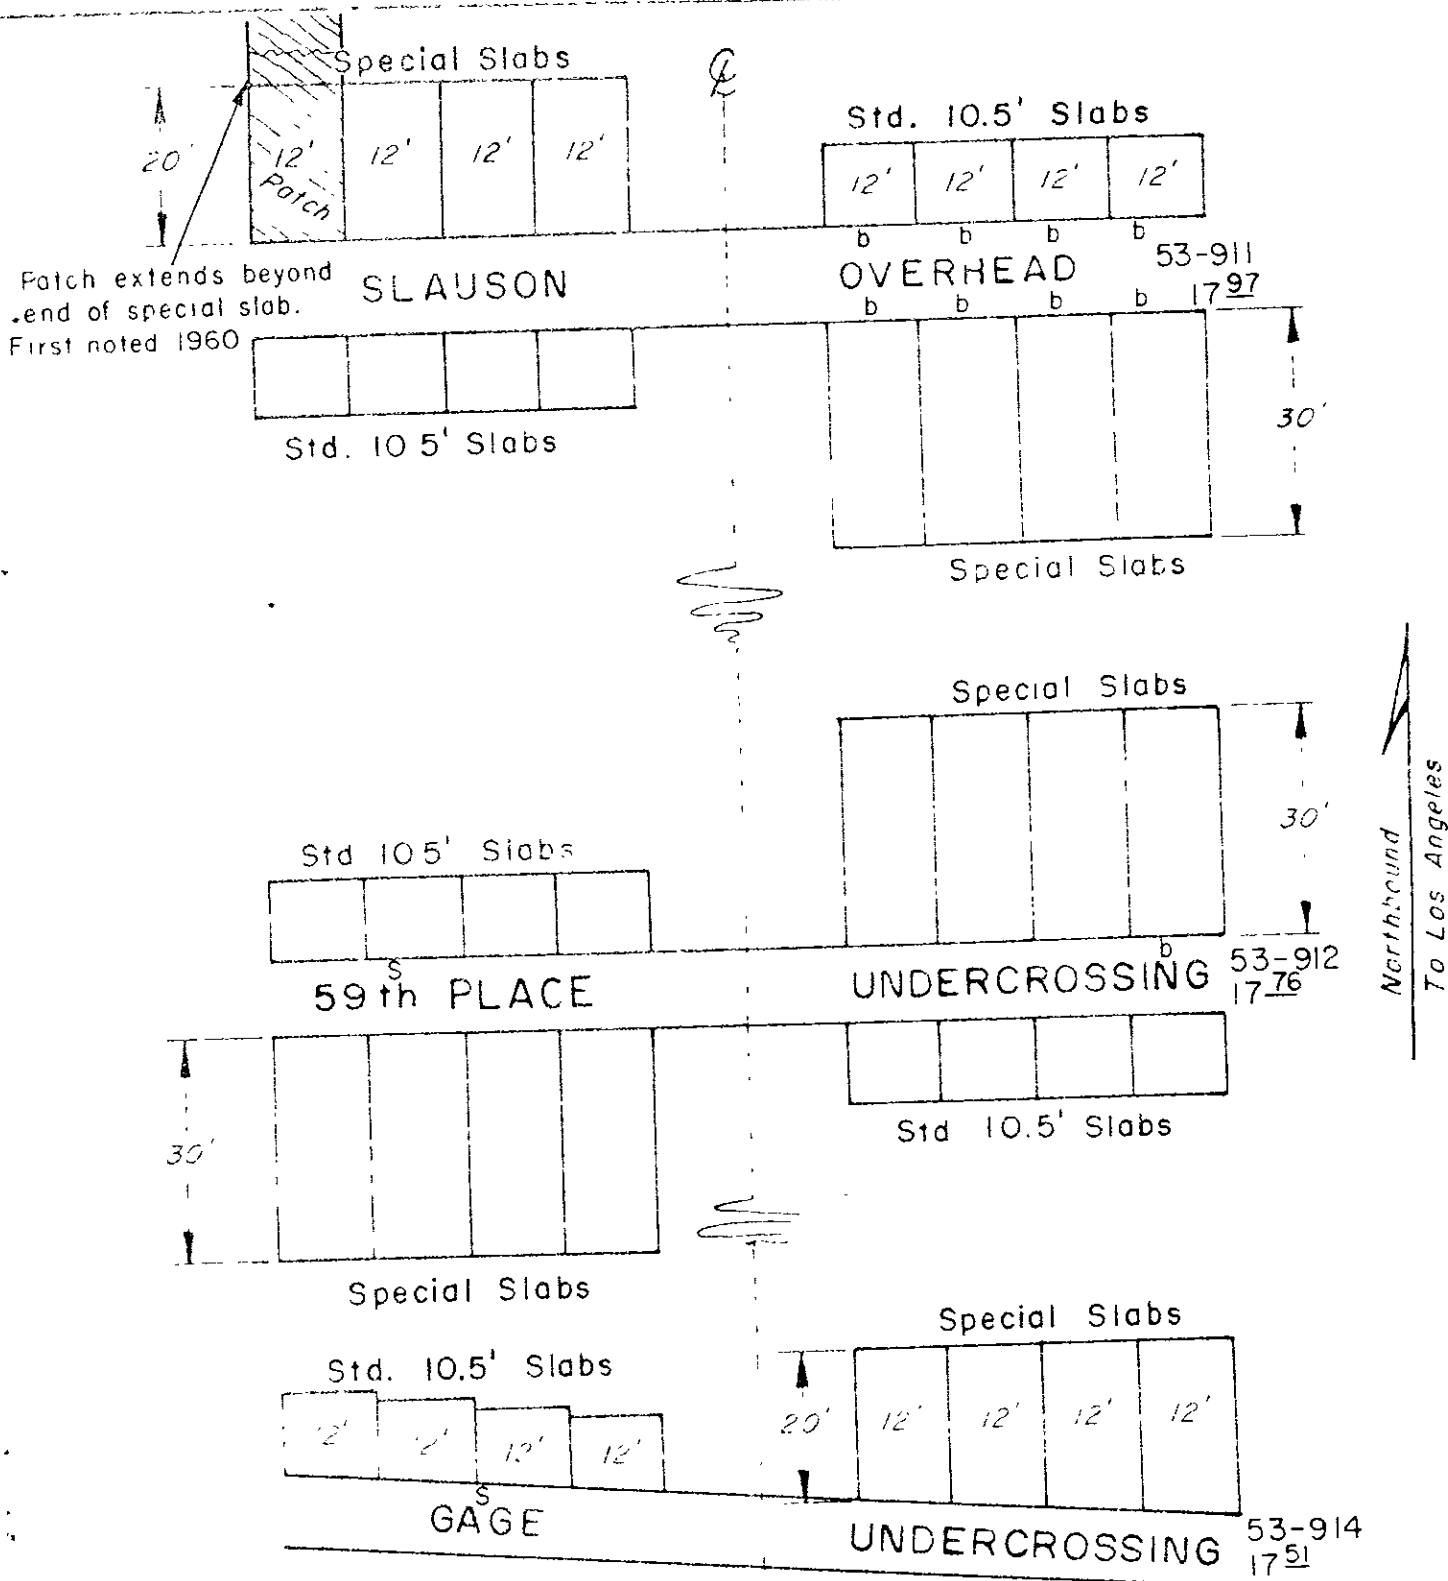 Special Slabs
℄
Std. 10.5' Slabs
20'
12'
Patch
12'
12'
12'
12'
12'
12'
12'
b b b b
Patch extends beyond
end of special slab.
First noted 1960
SLAUSON
OVERHEAD
53-911
17 97
b b b b
Std. 10 5' Slabs
30'
Special Slabs
Special Slabs
30'
Std 10 5' Slabs
S
59th PLACE
UNDERCROSSING
b
53-912
17 76
Northbound
To Los Angeles
30'
Std 10.5' Slabs
Special Slabs
Special Slabs
Std. 10.5' Slabs
12'
12'
20'
12'
12'
12'
12'
S
GAGE
UNDERCROSSING
53-914
17 51